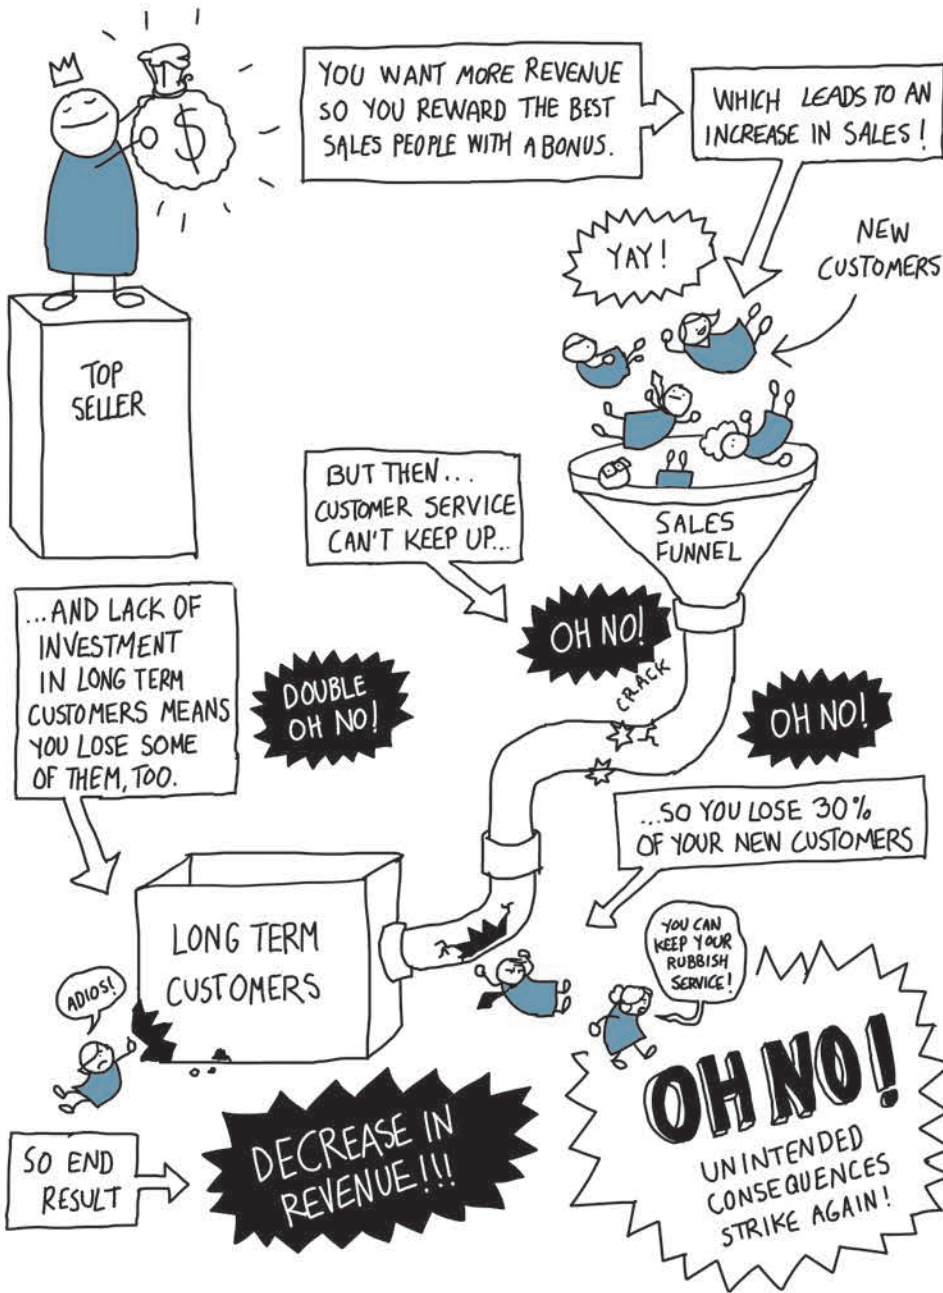 $
TOP
SELLER
YOU WANT MORE REVENUE
SO YOU REWARD THE BEST
SALES PEOPLE WITH A BONUS.
WHICH LEADS TO AN
INCREASE IN SALES!
YAY!
NEW
CUSTOMERS
SALES
FUNNEL
BUT THEN...
CUSTOMER SERVICE
CAN'T KEEP UP...
OH NO!
CRACK
OH NO!
...SO YOU LOSE 30%
OF YOUR NEW CUSTOMERS
YOU CAN
KEEP YOUR
RUBBISH
SERVICE!
...AND LACK OF
INVESTMENT
IN LONG TERM
CUSTOMERS MEANS
YOU LOSE SOME
OF THEM, TOO.
DOUBLE
OH NO!
LONG TERM
CUSTOMERS
ADIOS!
SO END
RESULT
DECREASE IN
REVENUE!!!
OH NO!
UNINTENDED
CONSEQUENCES
STRIKE AGAIN!